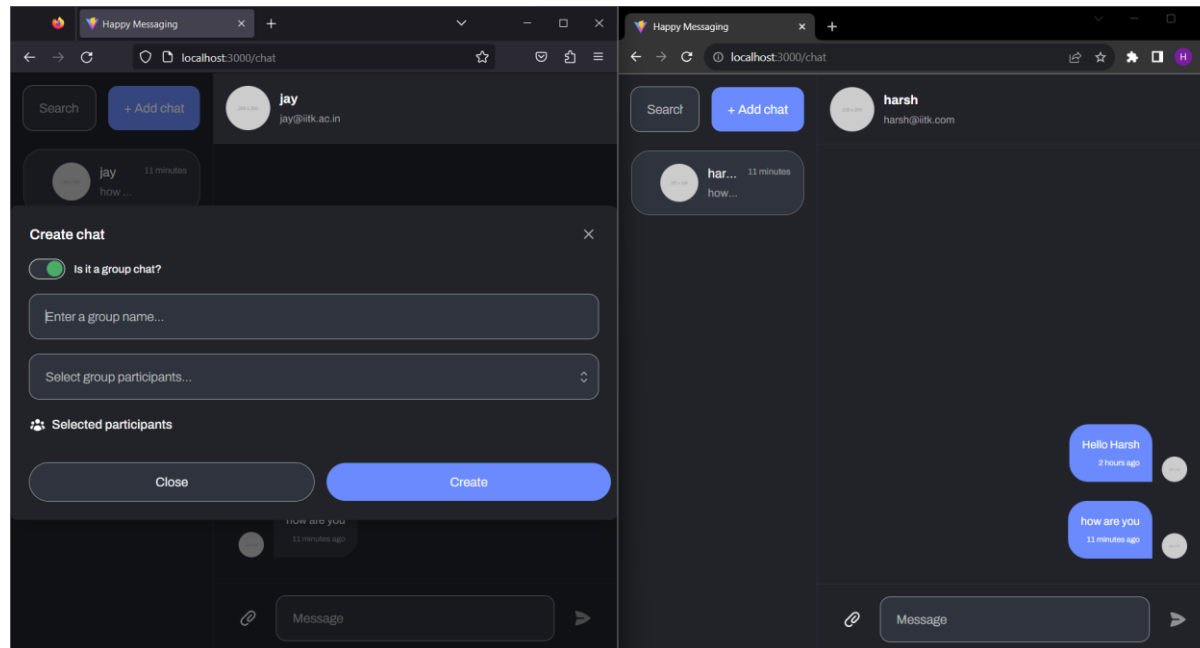 Happy Messaging
localhost:3000/chat
Search
+ Add chat
jay
jay@iitk.ac.in
jay
11 minutes
how ...
Create chat
Is it a group chat?
Enter a group name...
Select group participants...
Selected participants
Close
Create
how are you
11 minutes ago
Message
Happy Messaging
localhost:3000/chat
Search
+ Add chat
harsh
harsh@iitk.com
har...
11 minutes
how...
Hello Harsh
2 hours ago
how are you
11 minutes ago
Message
H